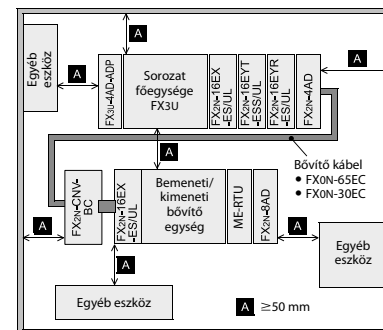 A
Egyéb
eszköz
A
FX3U-4AD-ADP
Sorozat
főegysége
FX3U
FX2N-16EX
-ES/UL
FX2N-16EYT
-ESS/UL
FX2N-16EYR
-ES/UL
FX2N-4AD
A
A
Bővítő kábel
• FX0N-65EC
• FX0N-30EC
A
FX2N-CNV-
BC
FX2N-16EX
-ES/UL
Bemeneti/
kimeneti
bővítő
egység
ME-RTU
FX2N-8AD
A
Egyéb
eszköz
A
Egyéb eszköz
A ≥50 mm